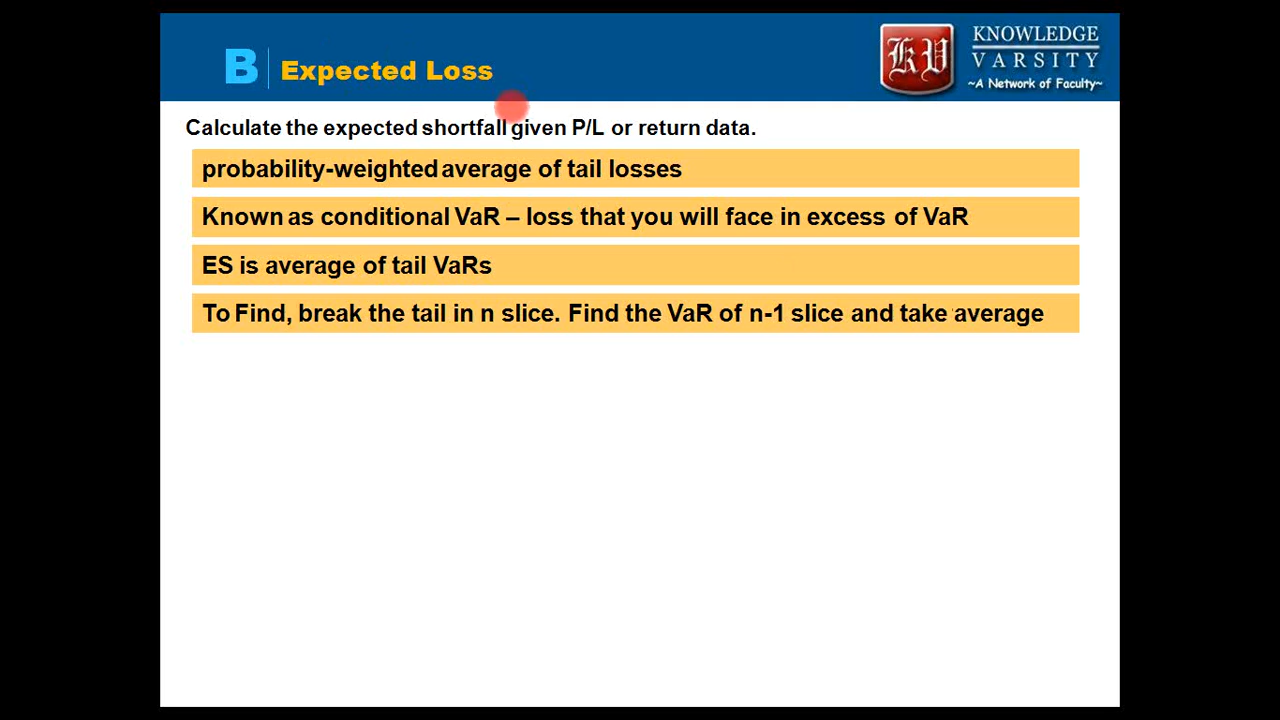 B Expected Loss
KV
KNOWLEDGE
VARSITY
~A Network of Faculty~
Calculate the expected shortfall given P/L or return data.
probability-weighted average of tail losses
Known as conditional VaR – loss that you will face in excess of VaR
ES is average of tail VaRs
To Find, break the tail in n slice. Find the VaR of n-1 slice and take average